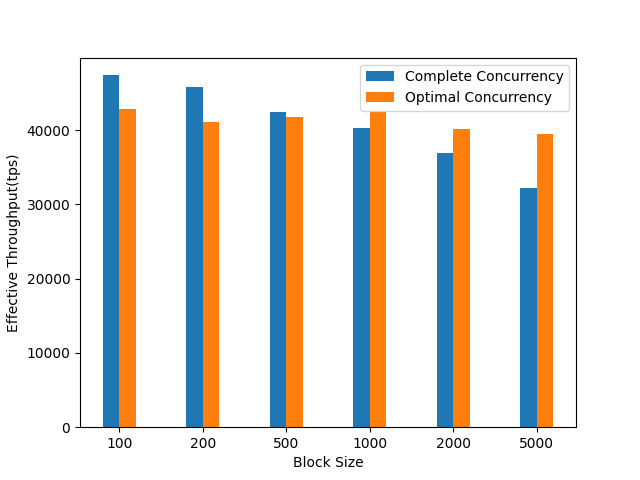 Complete Concurrency
Optimal Concurrency
Effective Throughput(tps)
40000
30000
20000
10000
0
100 200 500 1000 2000 5000
Block Size